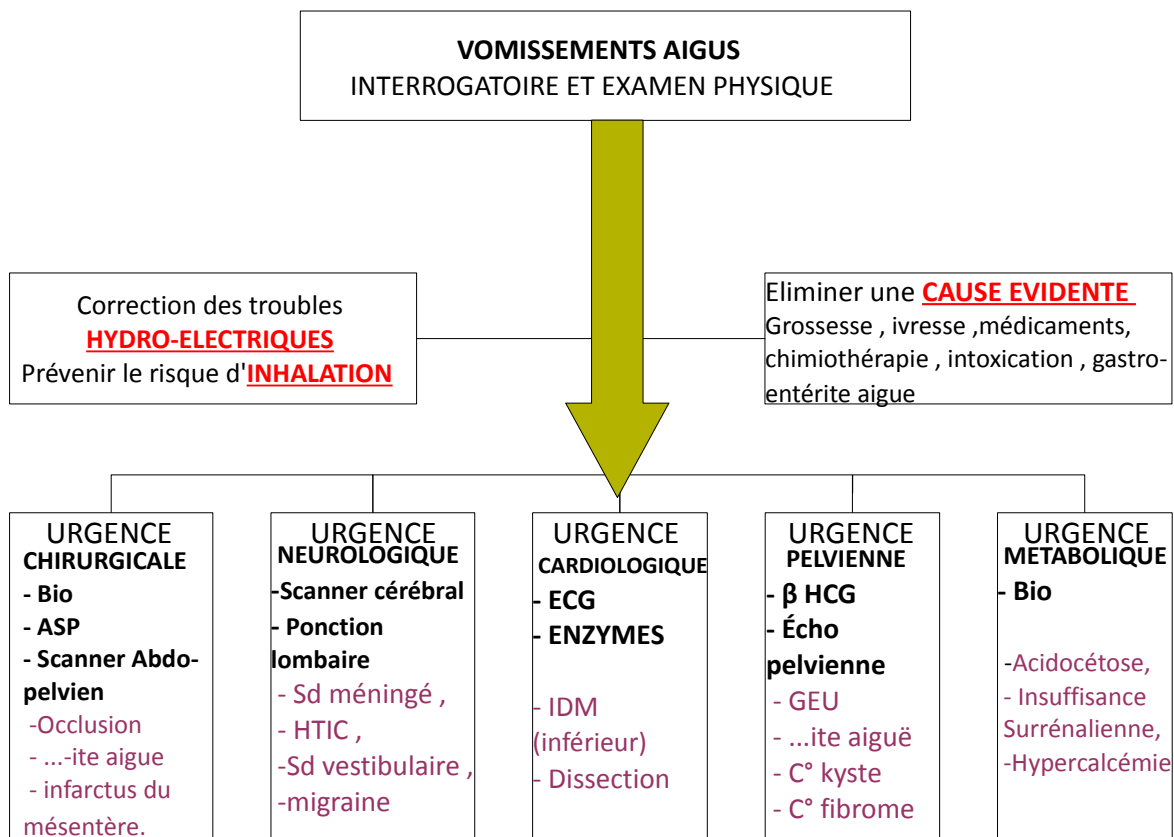 VOMISSEMENTS AIGUS
INTERROGATOIRE ET EXAMEN PHYSIQUE
Correction des troubles
HYDRO-ELECTRIQUES
Prévenir le risque d'INHALATION
Eliminer une CAUSE EVIDENTE
Grossesse , ivresse ,médicaments,
chimiothérapie , intoxication , gastro-
entérite aigue
URGENCE
CHIRURGICALE
- Bio
- ASP
- Scanner Abdo-
pelvien
-Occlusion
- ...-ite aigue
- infarctus du
mésentère.
URGENCE
NEUROLOGIQUE
-Scanner cérébral
- Ponction
lombaire
- Sd méningé ,
- HTIC ,
-Sd vestibulaire ,
-migraine
URGENCE
CARDIOLOGIQUE
- ECG
- ENZYMES
- IDM
(inférieur)
- Dissection
URGENCE
PELVIENNE
- β HCG
- Écho
pelvienne
- GEU
- ...ite aiguë
- C° kyste
- C° fibrome
URGENCE
METABOLIQUE
- Bio
-Acidocétose,
- Insuffisance
Surrénalienne,
-Hypercalcémie